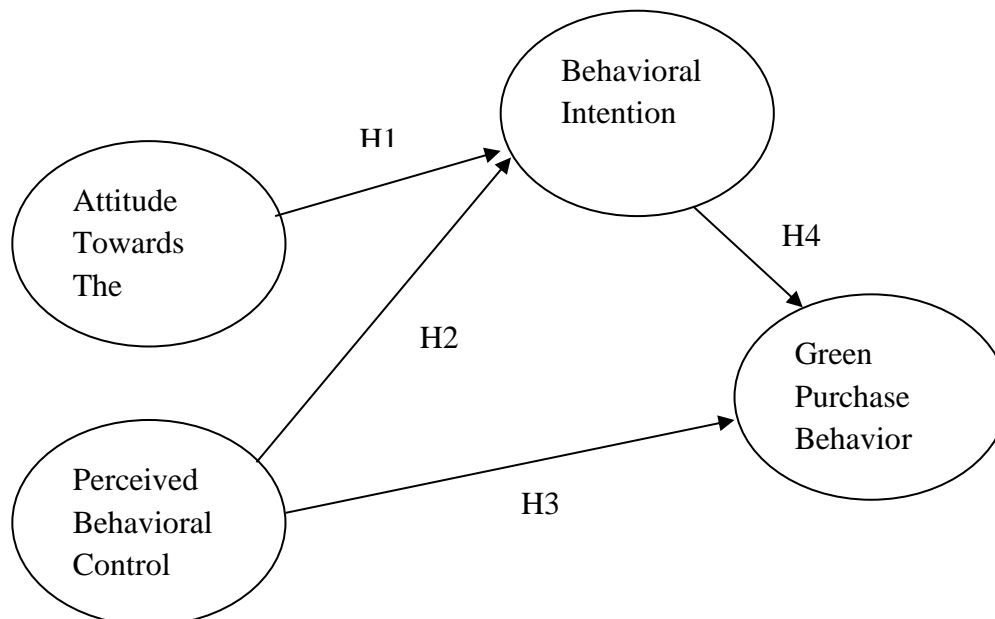 Behavioral
Intention
H1
Attitude
Towards
The
H4
H2
Green
Purchase
Behavior
Perceived
Behavioral
Control
H3